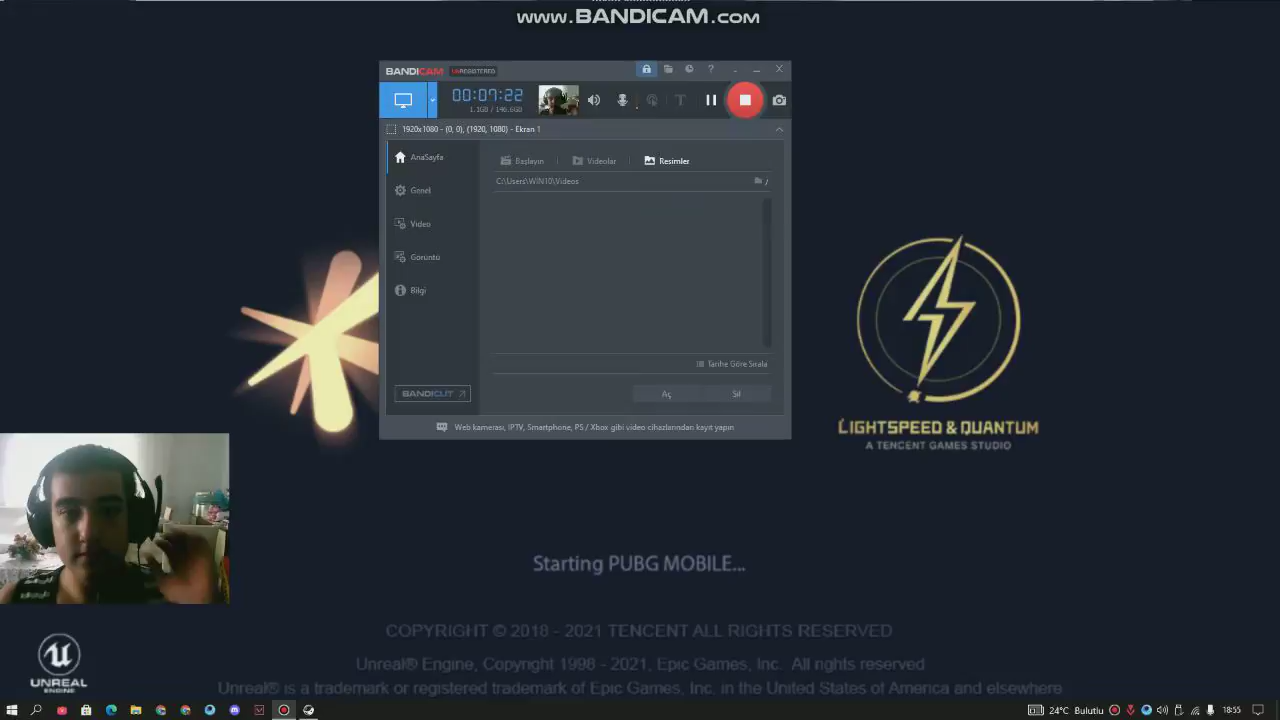 www.BANDICAM.com
BANDICAM UNREGISTERED
00:07:22
1.1GB / 146.6GB
1920x1080 - (0, 0), (1920, 1080) - Ekran 1
AnaSayfa
Genel
Video
Görüntü
Bilgi
BANDICUT
Başlayın
Videolar
Resimler
C:\Users\WIN10\Videos
Tarihe Göre Sırala
Aç
Sil
Web kamerası, IPTV, Smartphone, PS / Xbox gibi video cihazlarından kayıt yapın
LIGHTSPEED & QUANTUM
A TENCENT GAMES STUDIO
Starting PUBG MOBILE...
COPYRIGHT © 2018 - 2021 TENCENT ALL RIGHTS RESERVED
Unreal® Engine, Copyright 1998 - 2021, Epic Games, Inc. All rights reserved
Unreal® is a trademark or registered trademark of Epic Games, Inc. in the United States of America and elsewhere
UNREAL
ENGINE
24°C Bulutlu
18:55